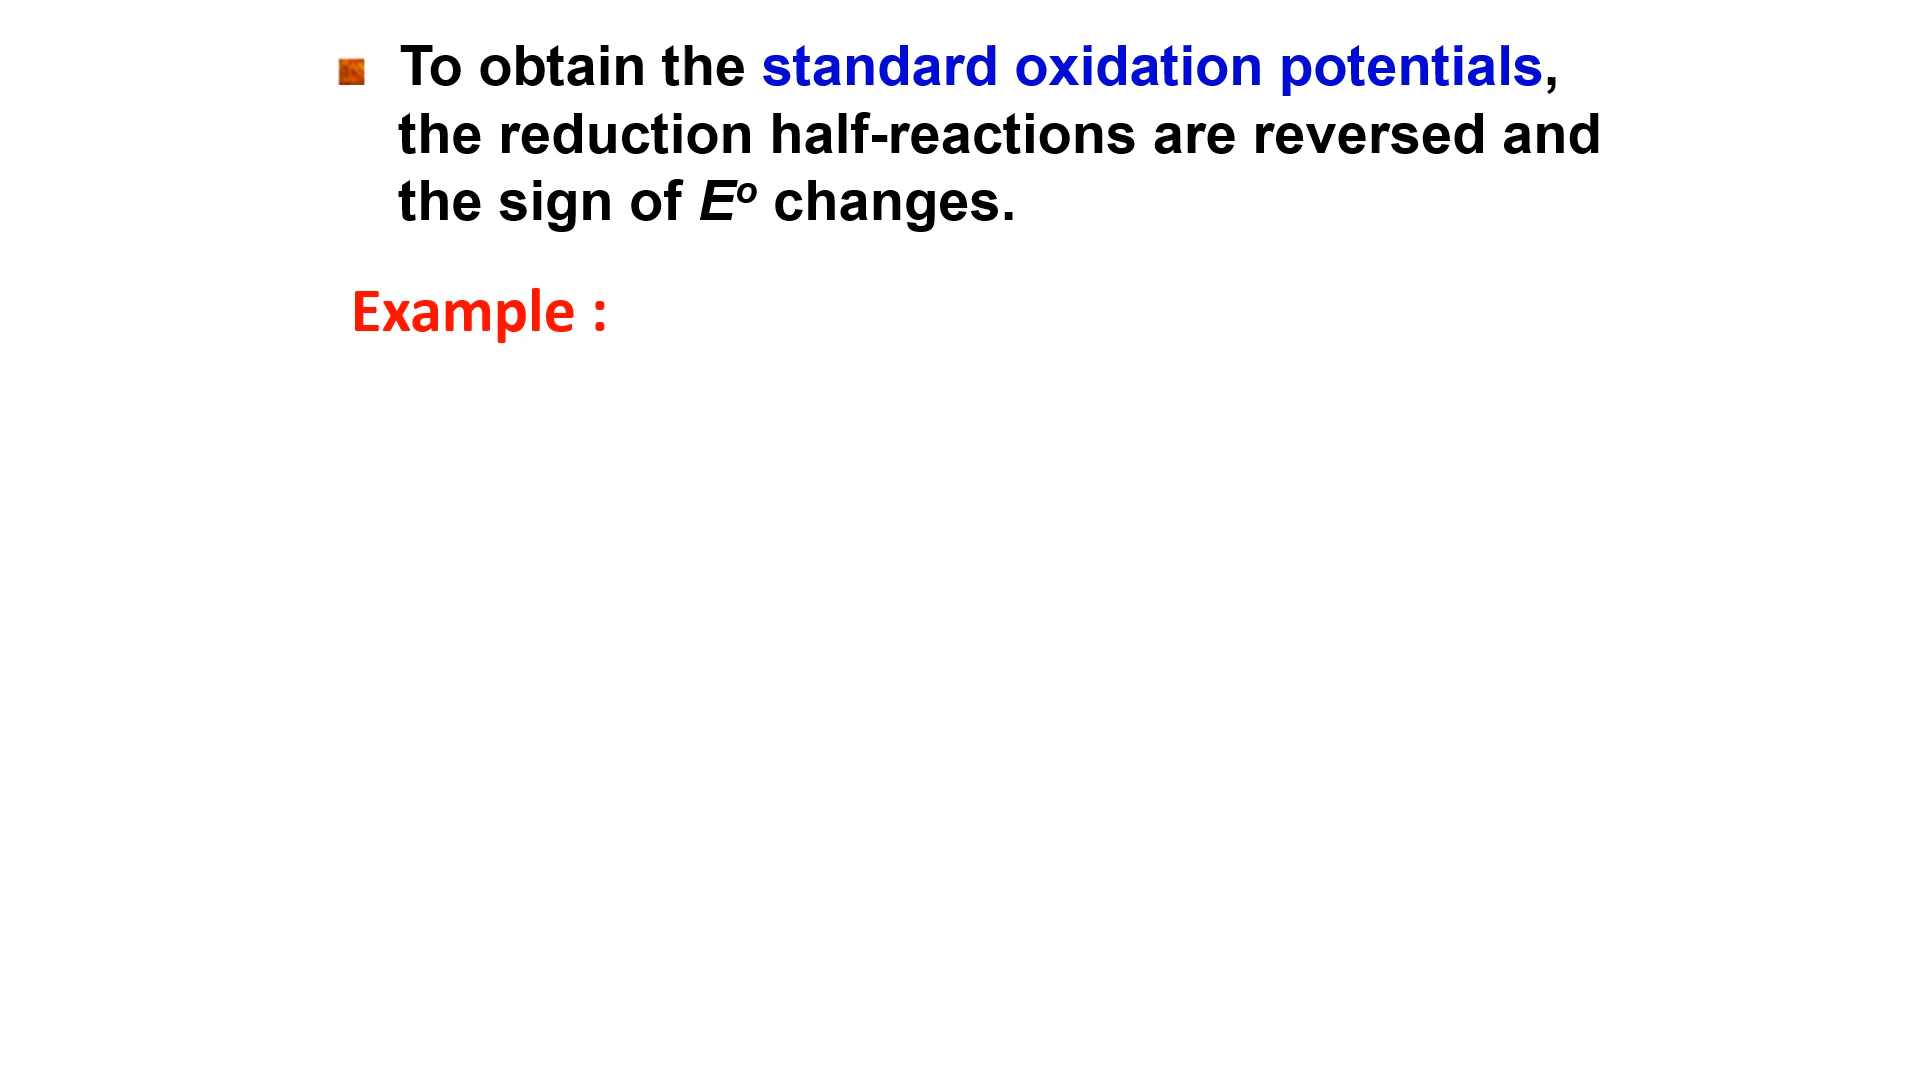 To obtain the standard oxidation potentials,
the reduction half-reactions are reversed and
the sign of Eº changes.
Example :